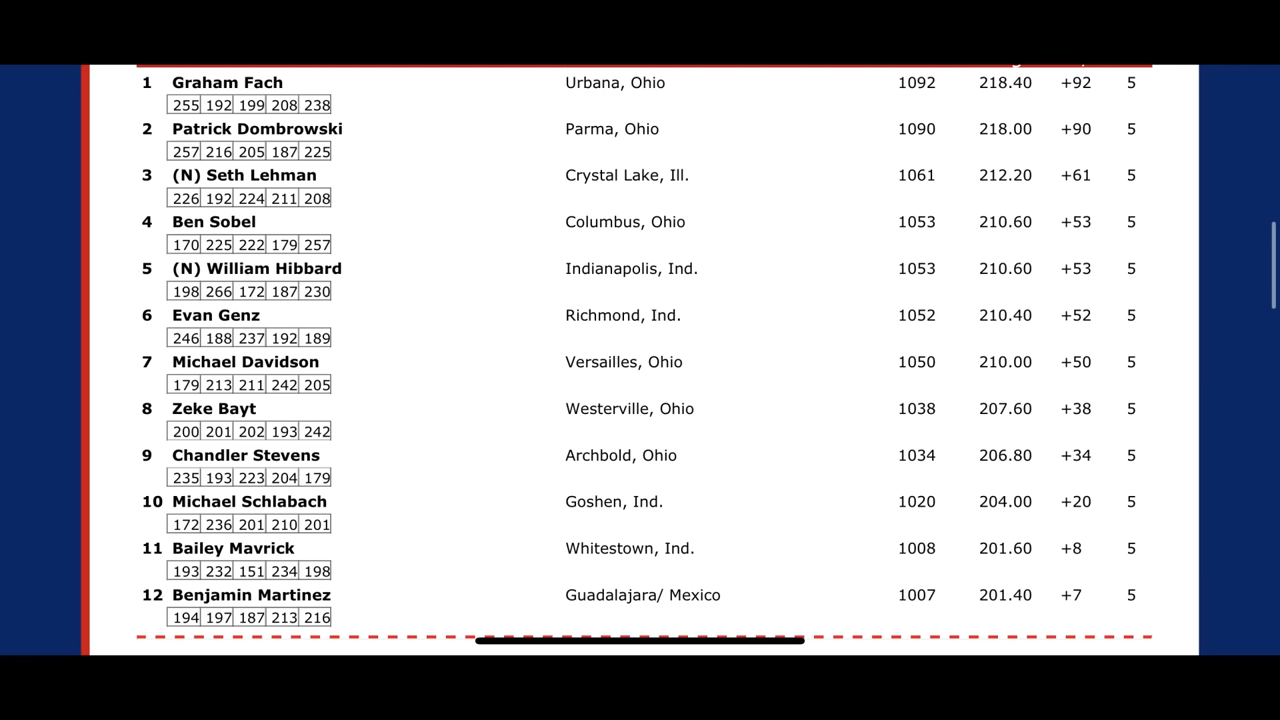 1 Graham Fach Urbana, Ohio 1092 218.40 +92 5
255 192 199 208 238
2 Patrick Dombrowski Parma, Ohio 1090 218.00 +90 5
257 216 205 187 225
3 (N) Seth Lehman Crystal Lake, Ill. 1061 212.20 +61 5
226 192 224 211 208
4 Ben Sobel Columbus, Ohio 1053 210.60 +53 5
170 225 222 179 257
5 (N) William Hibbard Indianapolis, Ind. 1053 210.60 +53 5
198 266 172 187 230
6 Evan Genz Richmond, Ind. 1052 210.40 +52 5
246 188 237 192 189
7 Michael Davidson Versailles, Ohio 1050 210.00 +50 5
179 213 211 242 205
8 Zeke Bayt Westerville, Ohio 1038 207.60 +38 5
200 201 202 193 242
9 Chandler Stevens Archbold, Ohio 1034 206.80 +34 5
235 193 223 204 179
10 Michael Schlabach Goshen, Ind. 1020 204.00 +20 5
172 236 201 210 201
11 Bailey Mavrick Whitestown, Ind. 1008 201.60 +8 5
193 232 151 234 198
12 Benjamin Martinez Guadalajara/ Mexico 1007 201.40 +7 5
194 197 187 213 216